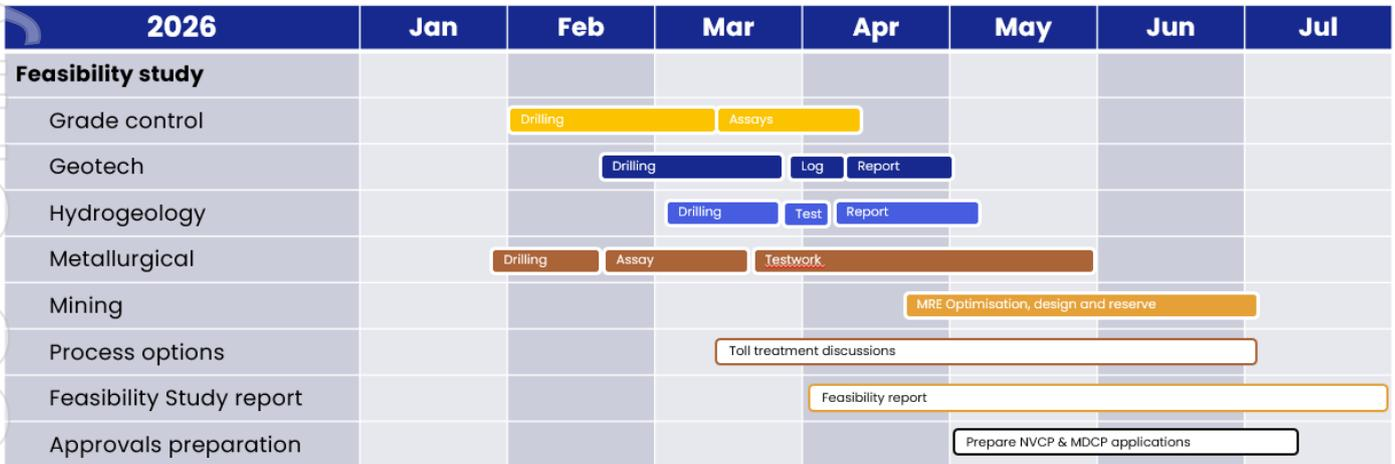 2026 Jan Feb Mar Apr May Jun Jul
Feasibility study
Grade control Drilling Assays
Geotech Drilling Log Report
Hydrogeology Drilling Test Report
Metallurgical Drilling Assay Testwork
Mining MRE Optimisation, design and reserve
Process options Toll treatment discussions
Feasibility Study report Feasibility report
Approvals preparation Prepare NVCP & MDCP applications